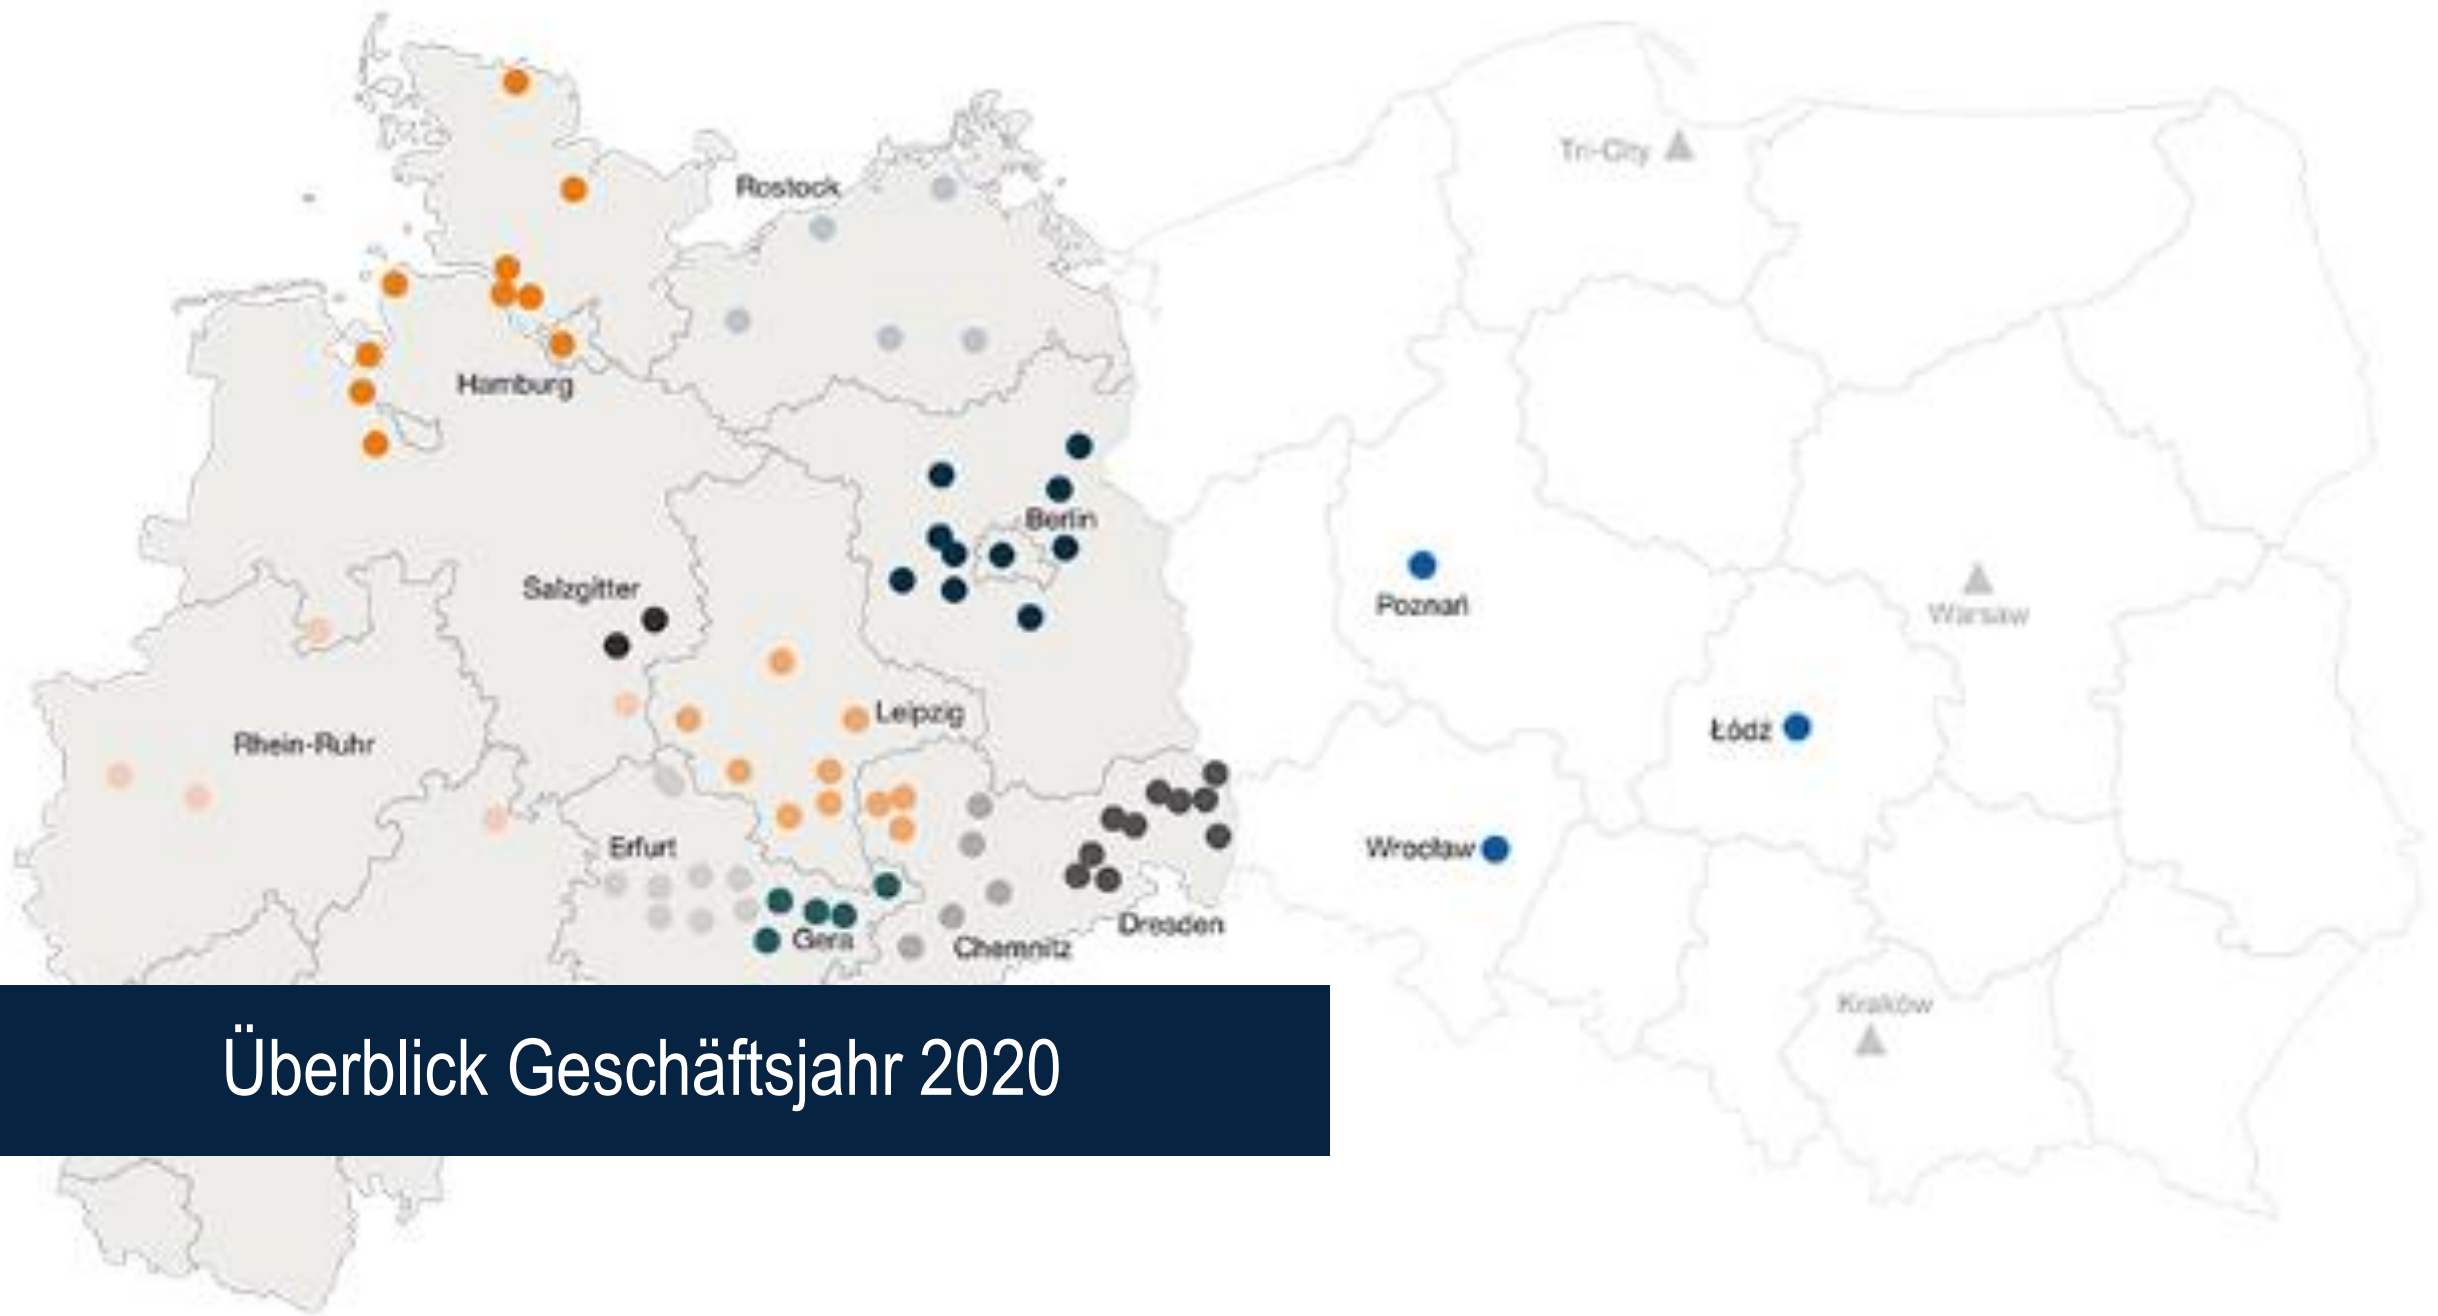 Tri-City
Rostock
Hamburg
Berlin
Salzgitter
Poznań
Warsaw
Leipzig
Łódź
Rhein-Ruhr
Erfurt
Wrocław
Dresden
Gera
Chemnitz
Kraków
Überblick Geschäftsjahr 2020